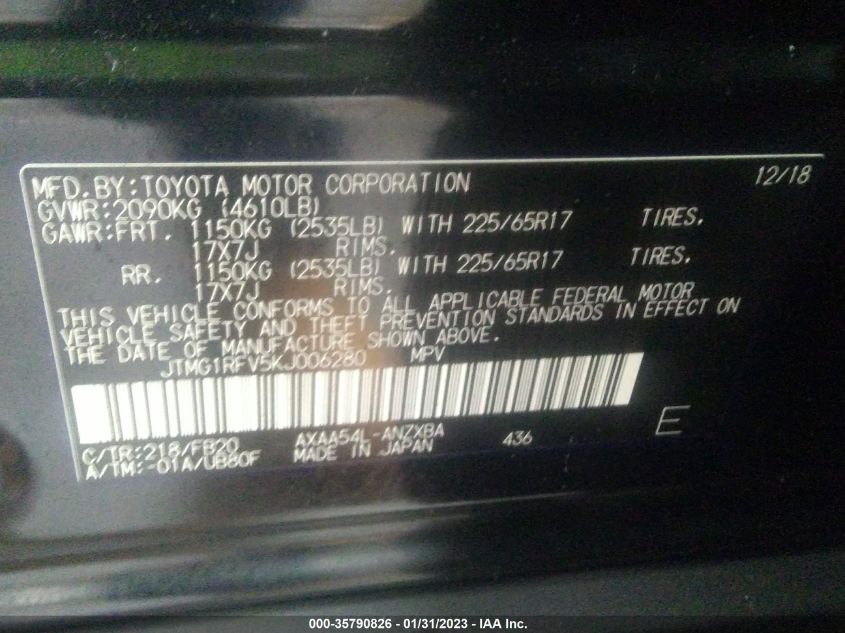 MFD.BY:TOYOTA MOTOR CORPORATION 12/18
GVWR:2090KG (4610LB)
GAWR:FRT. 1150KG (2535LB) WITH 225/65R17 TIRES.
17X7J RIMS.
RR. 1150KG (2535LB) WITH 225/65R17 TIRES.
17X7J RIMS.
THIS VEHICLE CONFORMS TO ALL APPLICABLE FEDERAL MOTOR
VEHICLE SAFETY AND THEFT PREVENTION STANDARDS IN EFFECT ON
THE DATE OF MANUFACTURE SHOWN ABOVE.
JTMG1RFV5KJ006280 MPV
C/TR:218/FB20 AXAA54L-ANZXBA 436 E
A/TM:-01A/UB80F MADE IN JAPAN
000-35790826 - 01/31/2023 - IAA Inc.